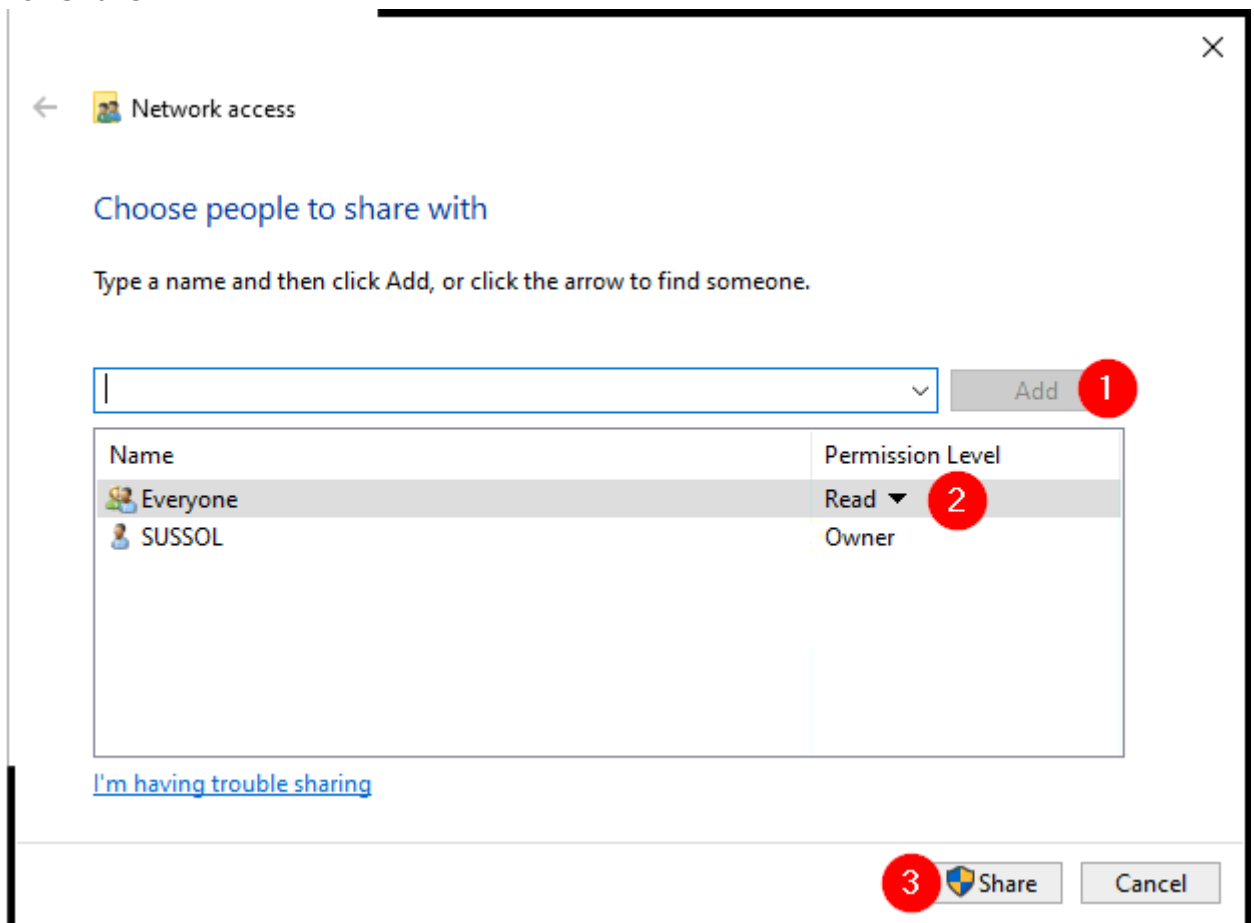 Network access
Choose people to share with
Type a name and then click Add, or click the arrow to find someone.
Add 1
Name Permission Level
Everyone Read 2
SUSSOL Owner
I'm having trouble sharing
3 Share Cancel